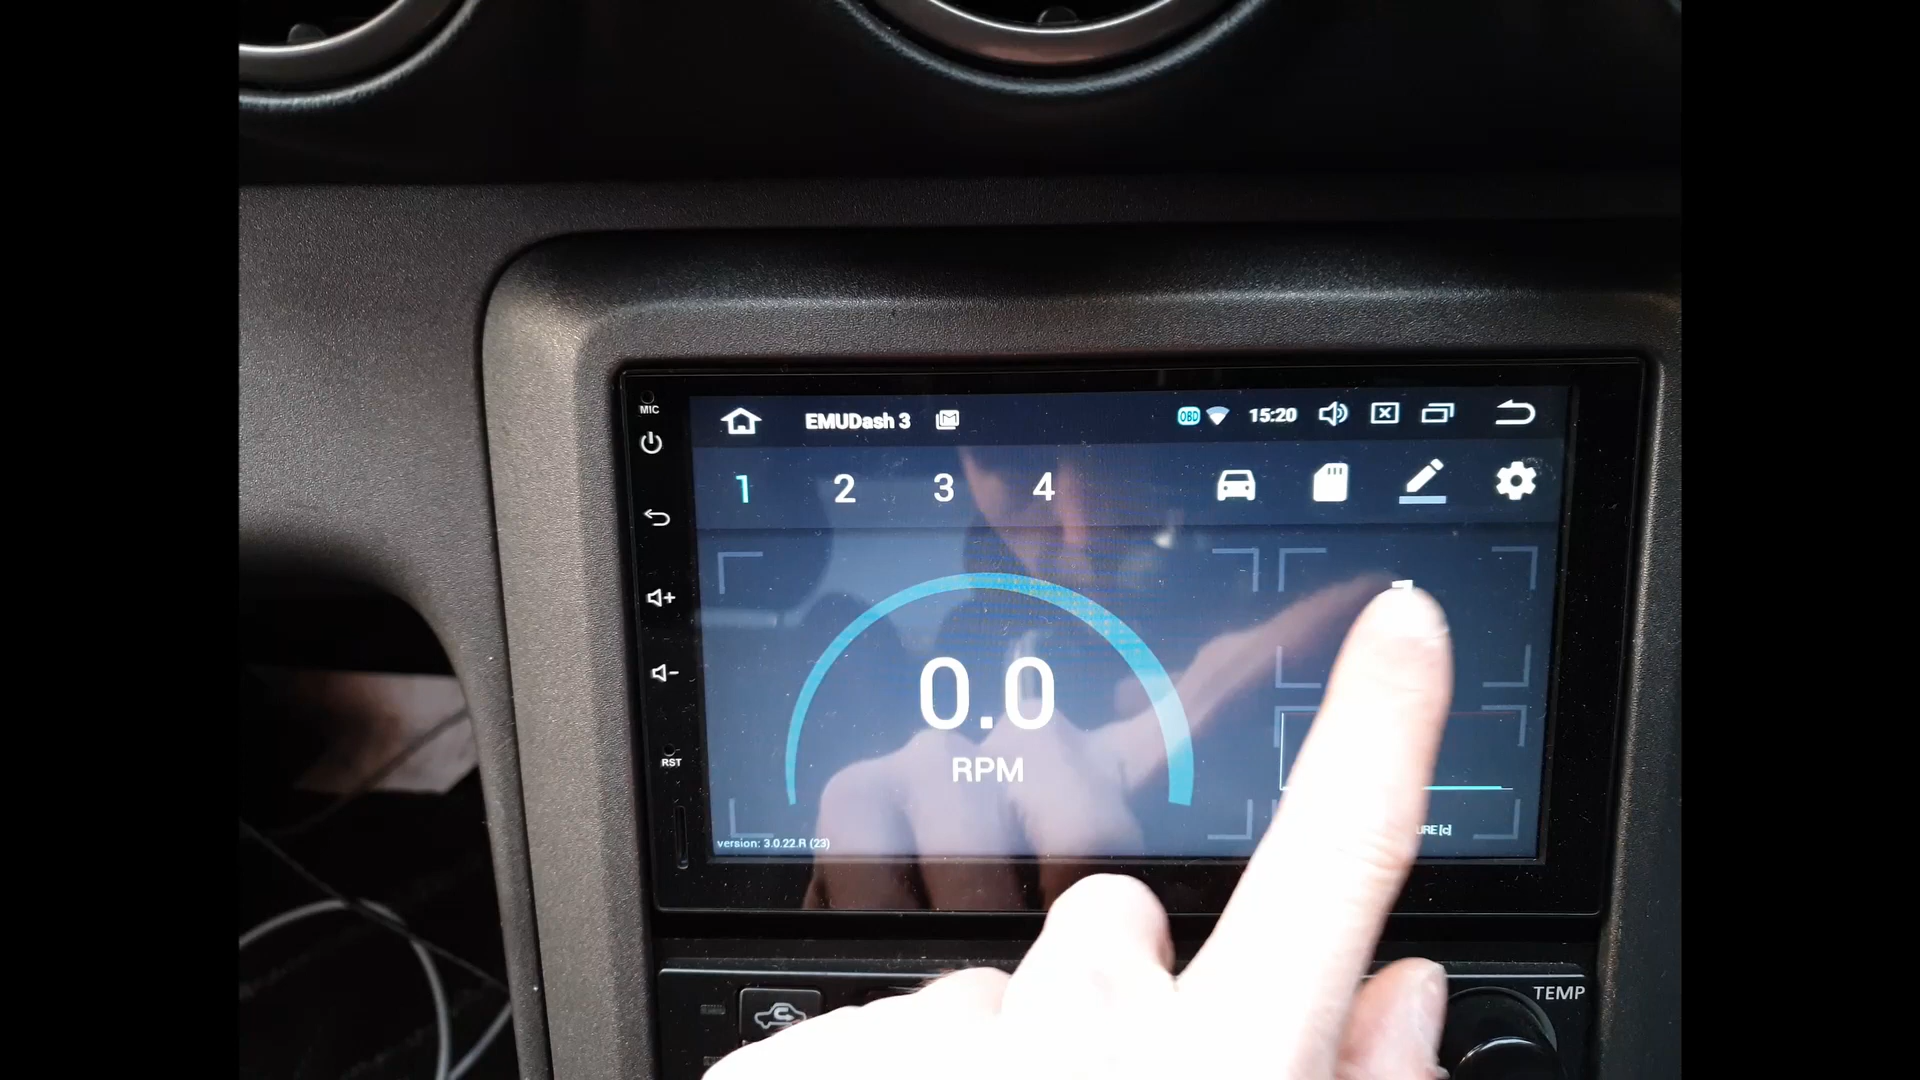 MIC
EMUDash 3
OBD
15:20
1 2 3 4
0.0
RPM
RST
version: 3.0.22.R (23)
TEMP